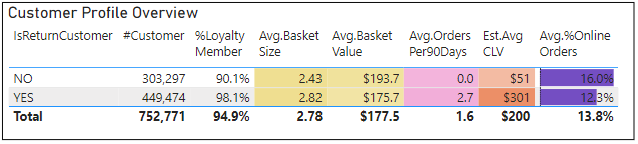 Customer Profile Overview
IsReturnCustomer #Customer %Loyalty Avg.Basket Avg.Basket Avg.Orders Est.Avg Avg.%Online
Member Size Value Per90Days CLV Orders
NO 303,297 90.1% 2.43 $193.7 0.0 $51 16.0%
YES 449,474 98.1% 2.82 $175.7 2.7 $301 12.3%
Total 752,771 94.9% 2.78 $177.5 1.6 $200 13.8%